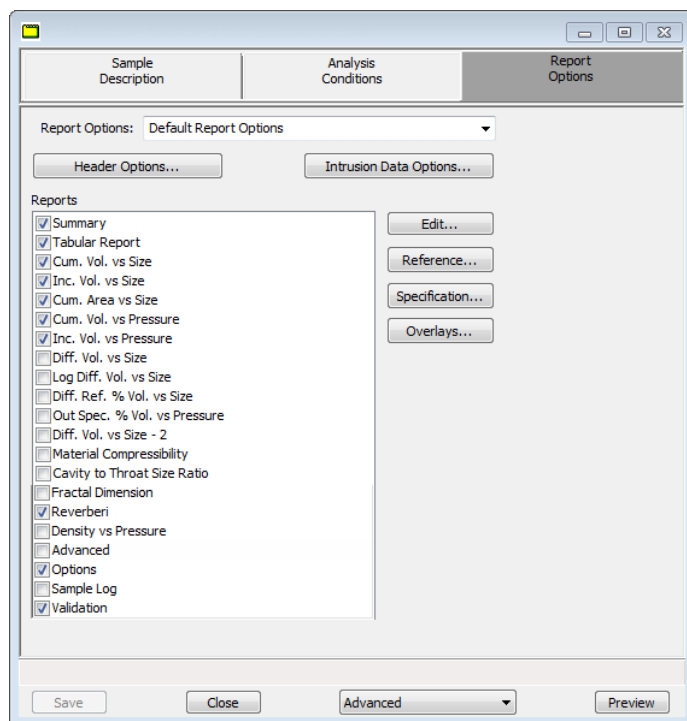 Sample
Description
Analysis
Conditions
Report
Options
Report Options: Default Report Options
Header Options... Intrusion Data Options...
Reports
Summary
Tabular Report
Cum. Vol. vs Size
Inc. Vol. vs Size
Cum. Area vs Size
Cum. Vol. vs Pressure
Inc. Vol. vs Pressure
Diff. Vol. vs Size
Log Diff. Vol. vs Size
Diff. Ref. % Vol. vs Size
Out Spec. % Vol. vs Pressure
Diff. Vol. vs Size - 2
Material Compressibility
Cavity to Throat Size Ratio
Fractal Dimension
Reverberi
Density vs Pressure
Advanced
Options
Sample Log
Validation
Edit...
Reference...
Specification...
Overlays...
Save Close Advanced Preview